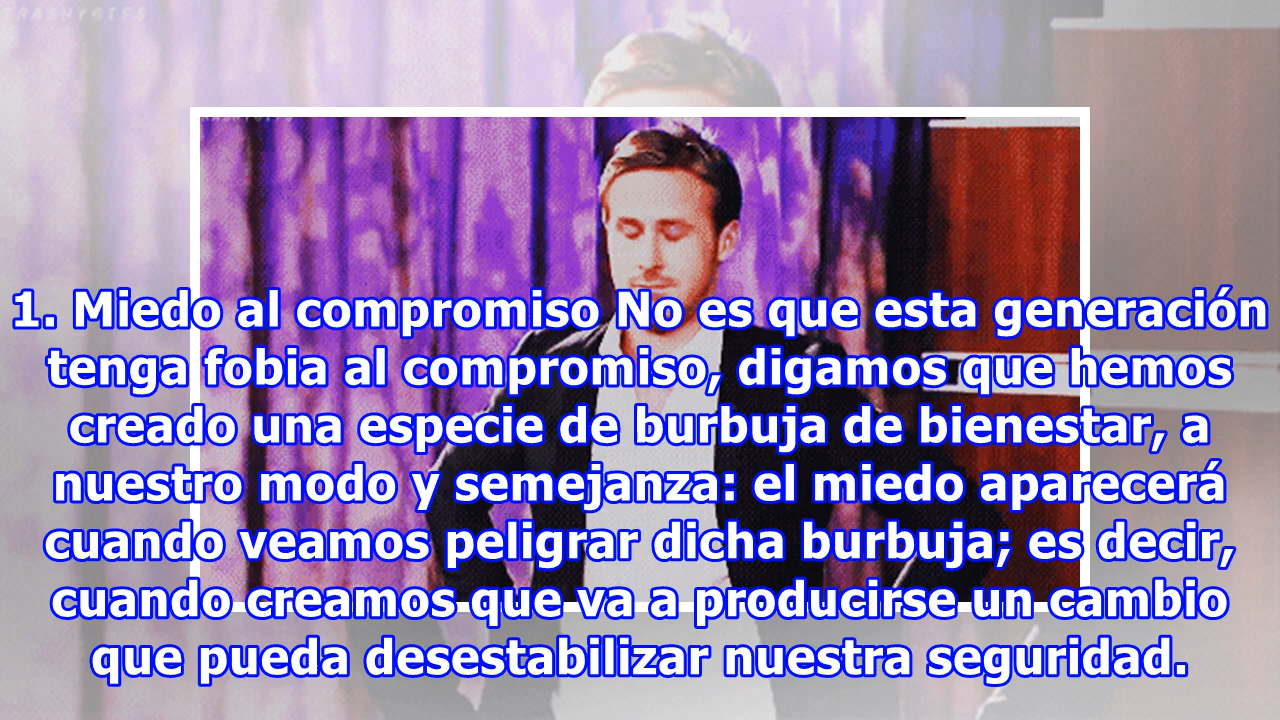 TRASHYGIFS
1. Miedo al compromiso No es que esta generación
tenga fobia al compromiso, digamos que hemos
creado una especie de burbuja de bienestar, a
nuestro modo y semejanza: el miedo aparecerá
cuando veamos peligrar dicha burbuja; es decir,
cuando creamos que va a producirse un cambio
que pueda desestabilizar nuestra seguridad.